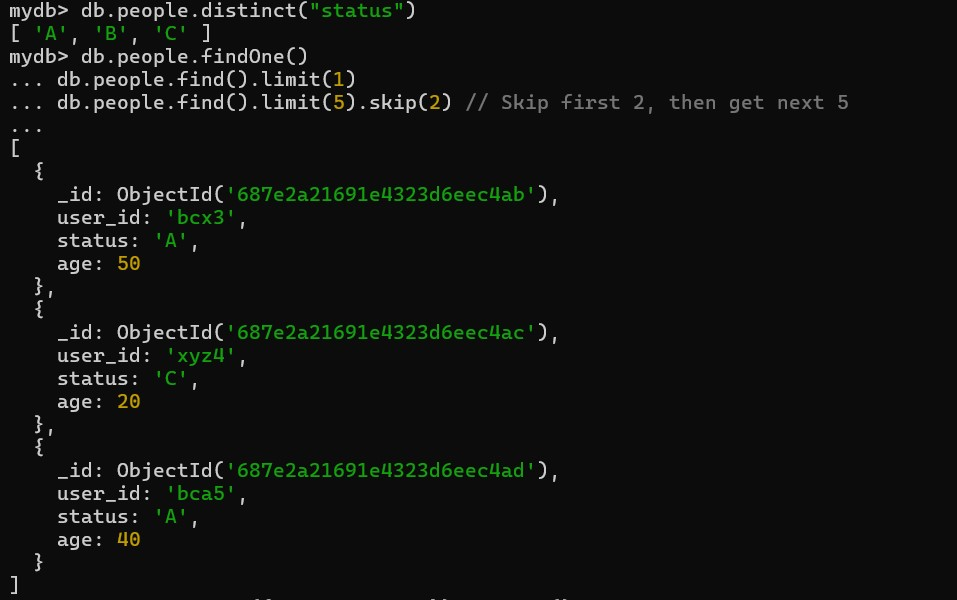 mydb> db.people.distinct("status")
[ 'A', 'B', 'C' ]
mydb> db.people.findOne()
... db.people.find().limit(1)
... db.people.find().limit(5).skip(2) // Skip first 2, then get next 5
...
[
  {
    _id: ObjectId('687e2a21691e4323d6eec4ab'),
    user_id: 'bcx3',
    status: 'A',
    age: 50
  },
  {
    _id: ObjectId('687e2a21691e4323d6eec4ac'),
    user_id: 'xyz4',
    status: 'C',
    age: 20
  },
  {
    _id: ObjectId('687e2a21691e4323d6eec4ad'),
    user_id: 'bca5',
    status: 'A',
    age: 40
  }
]